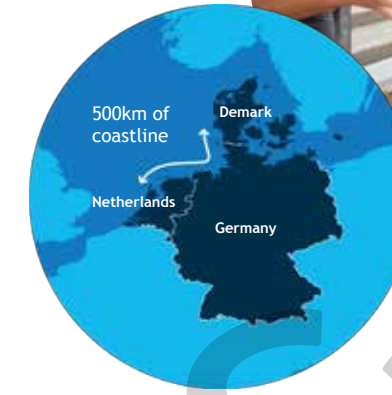 500km of
coastline
Demark
Netherlands
Germany